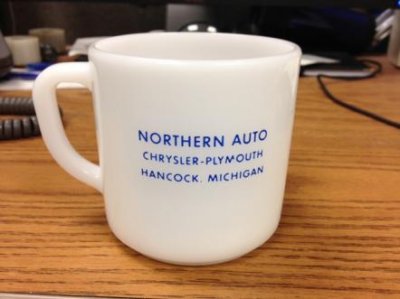 NORTHERN AUTO
CHRYSLER-PLYMOUTH
HANCOCK, MICHIGAN